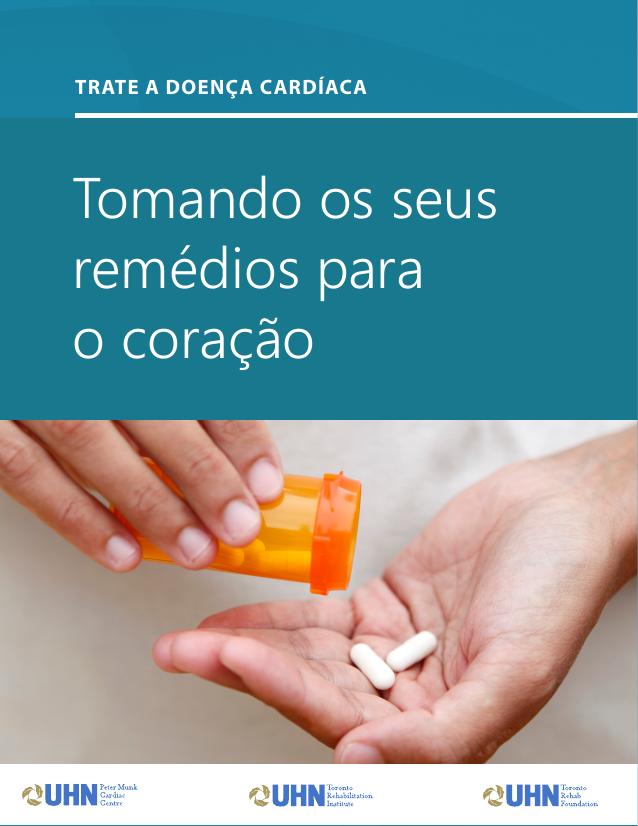 TRATE A DOENÇA CARDÍACA
Tomando os seus
remédios para
o coração
UHN Peter Munk
Cardiac
Centre
UHN Toronto
Rehabilitation
Institute
UHN Toronto
Rehab
Foundation